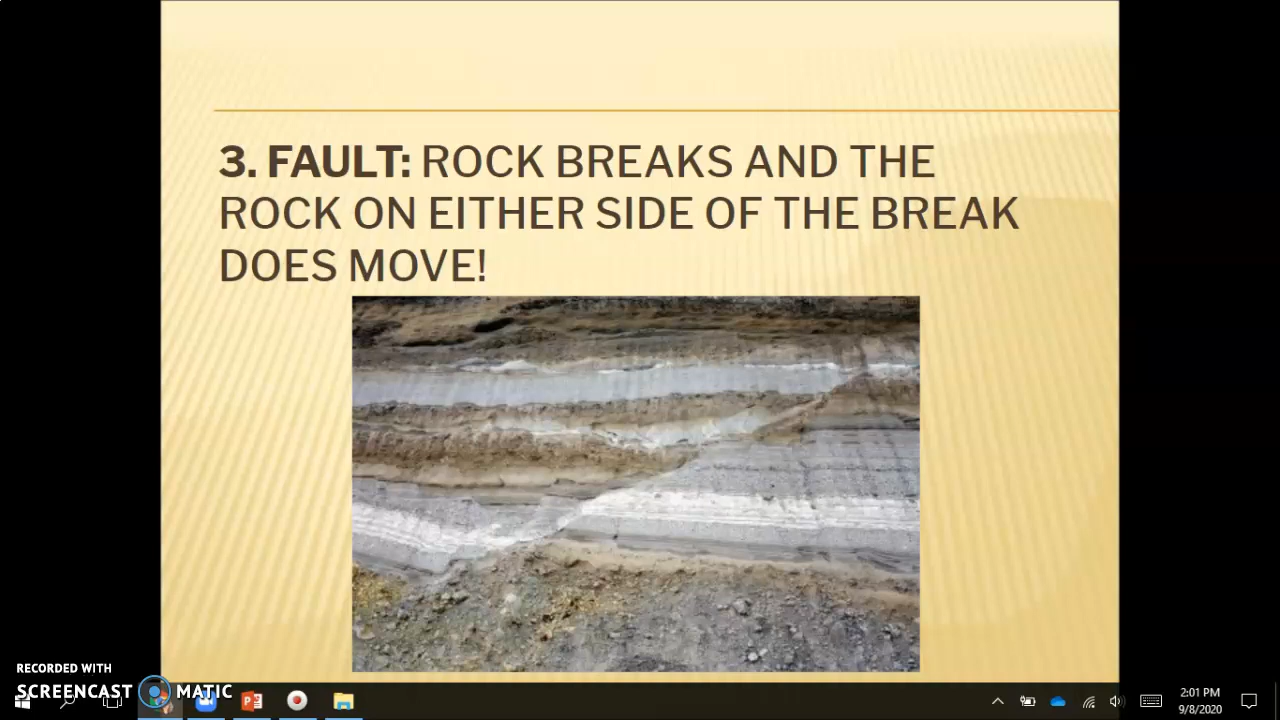 3. FAULT: ROCK BREAKS AND THE
ROCK ON EITHER SIDE OF THE BREAK
DOES MOVE!
RECORDED WITH
SCREENCAST MATIC
2:01 PM
9/8/2020